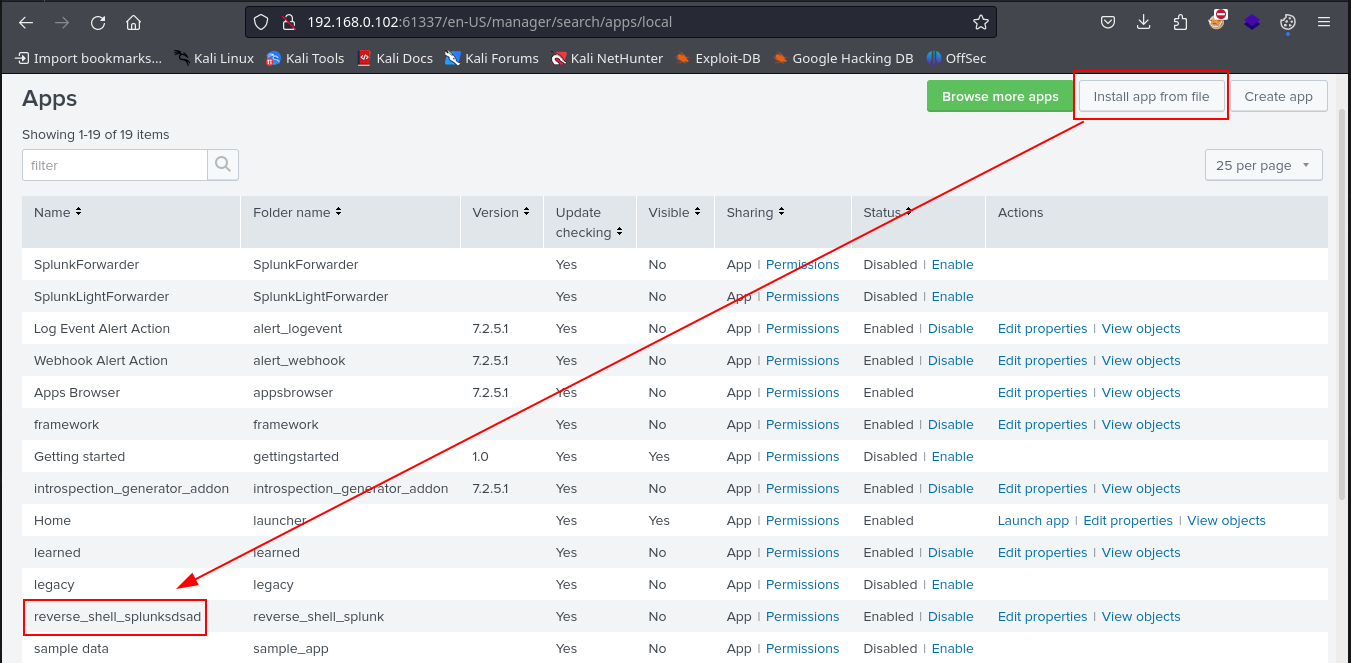 192.168.0.102:61337/en-US/manager/search/apps/local
Import bookmarks... Kali Linux Kali Tools Kali Docs Kali Forums Kali NetHunter Exploit-DB Google Hacking DB OffSec
Apps Browse more apps Install app from file Create app
Showing 1-19 of 19 items
filter 25 per page
Name Folder name Version Update Visible Sharing Status Actions
checking
SplunkForwarder SplunkForwarder Yes No App | Permissions Disabled | Enable
SplunkLightForwarder SplunkLightForwarder Yes No App | Permissions Disabled | Enable
Log Event Alert Action alert_logevent 7.2.5.1 Yes No App | Permissions Enabled | Disable Edit properties | View objects
Webhook Alert Action alert_webhook 7.2.5.1 Yes No App | Permissions Enabled | Disable Edit properties | View objects
Apps Browser appsbrowser 7.2.5.1 Yes No App | Permissions Enabled Edit properties | View objects
framework framework Yes No App | Permissions Enabled | Disable Edit properties | View objects
Getting started gettingstarted 1.0 Yes Yes App | Permissions Disabled | Enable
introspection_generator_addon introspection_generator_addon 7.2.5.1 Yes No App | Permissions Enabled | Disable Edit properties | View objects
Home launcher Yes Yes App | Permissions Enabled Launch app | Edit properties | View objects
learned learned Yes No App | Permissions Enabled | Disable Edit properties | View objects
legacy legacy Yes No App | Permissions Disabled | Enable
reverse_shell_splunksdsad reverse_shell_splunk Yes No App | Permissions Enabled | Disable Edit properties | View objects
sample data sample_app Yes No App | Permissions Disabled | Enable